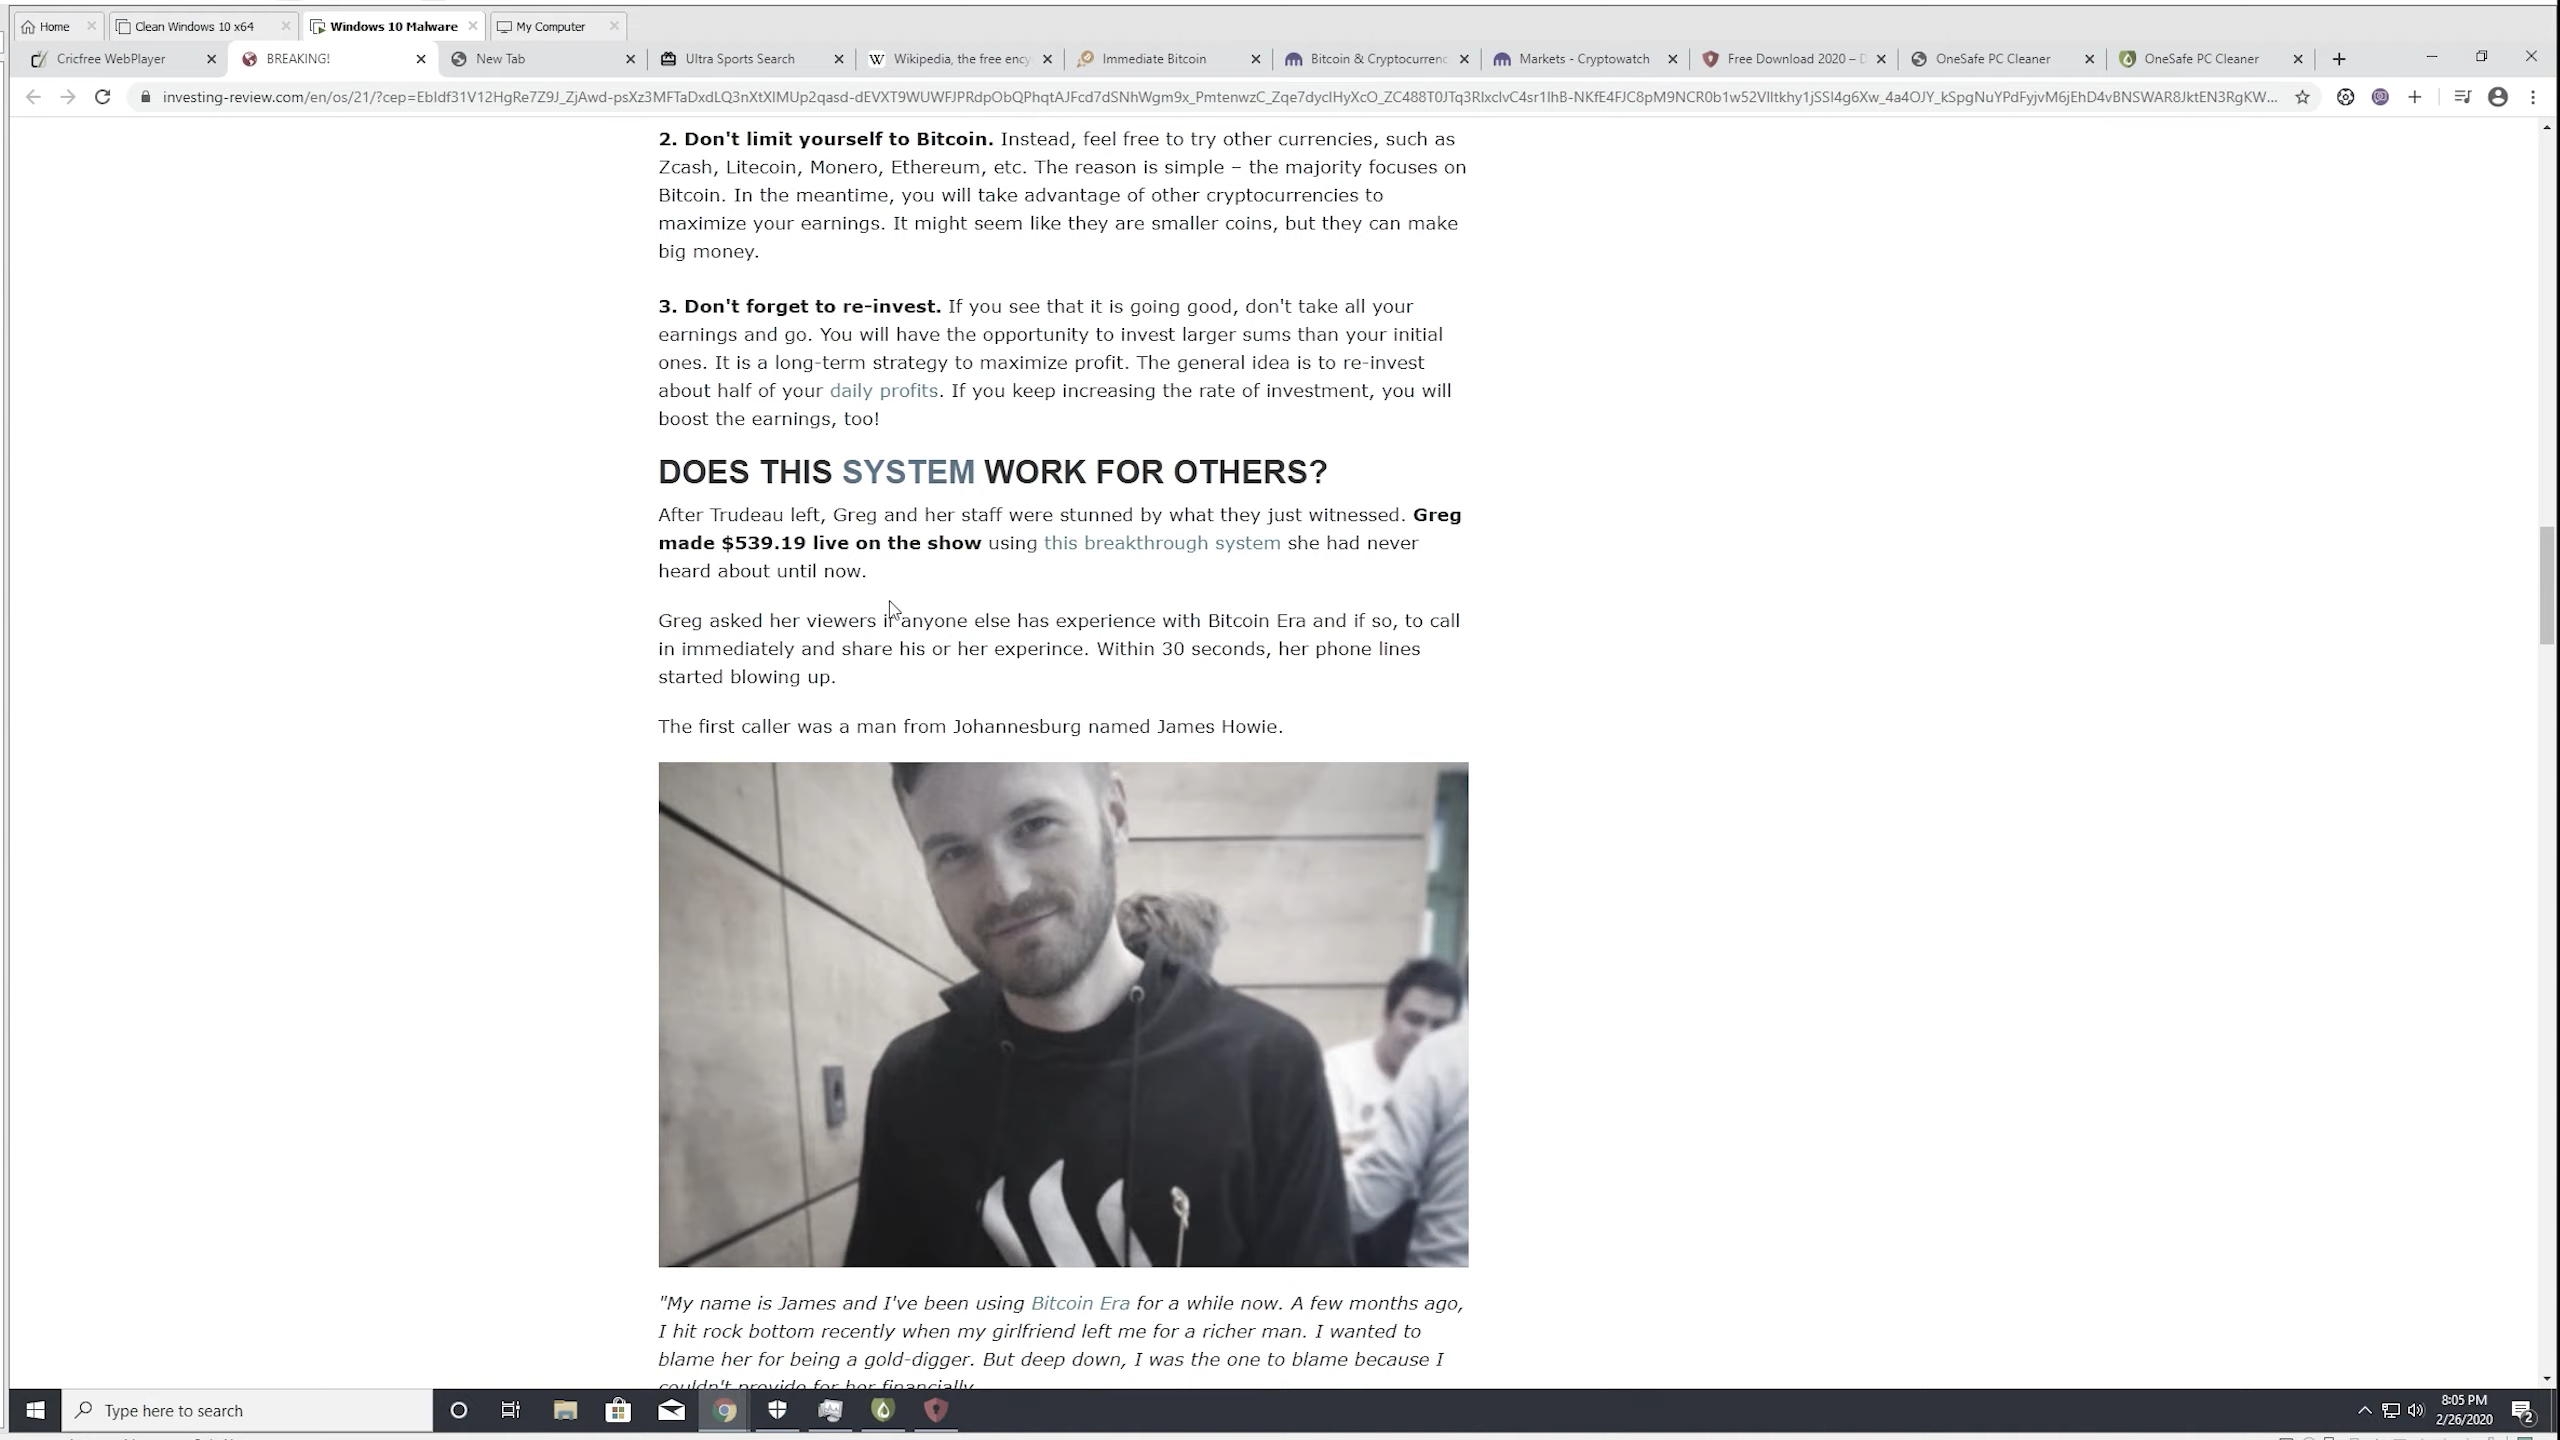 Home
Clean Windows 10 x64
Windows 10 Malware
My Computer
Cricfree WebPlayer
BREAKING!
New Tab
Ultra Sports Search
Wikipedia, the free ency
Immediate Bitcoin
Bitcoin & Cryptocurrenc
Markets - Cryptowatch
Free Download 2020 – D
OneSafe PC Cleaner
OneSafe PC Cleaner
investing-review.com/en/os/21/?cep=
2. Don't limit yourself to Bitcoin. Instead, feel free to try other currencies, such as
Zcash, Litecoin, Monero, Ethereum, etc. The reason is simple – the majority focuses on
Bitcoin. In the meantime, you will take advantage of other cryptocurrencies to
maximize your earnings. It might seem like they are smaller coins, but they can make
big money.
3. Don't forget to re-invest. If you see that it is going good, don't take all your
earnings and go. You will have the opportunity to invest larger sums than your initial
ones. It is a long-term strategy to maximize profit. The general idea is to re-invest
about half of your daily profits. If you keep increasing the rate of investment, you will
boost the earnings, too!
DOES THIS SYSTEM WORK FOR OTHERS?
After Trudeau left, Greg and her staff were stunned by what they just witnessed. Greg
made $539.19 live on the show using this breakthrough system she had never
heard about until now.
Greg asked her viewers if anyone else has experience with Bitcoin Era and if so, to call
in immediately and share his or her experince. Within 30 seconds, her phone lines
started blowing up.
The first caller was a man from Johannesburg named James Howie.
"My name is James and I've been using Bitcoin Era for a while now. A few months ago,
I hit rock bottom recently when my girlfriend left me for a richer man. I wanted to
blame her for being a gold-digger. But deep down, I was the one to blame because I
couldn't provide for her financially
Type here to search
8:05 PM
2/26/2020
2